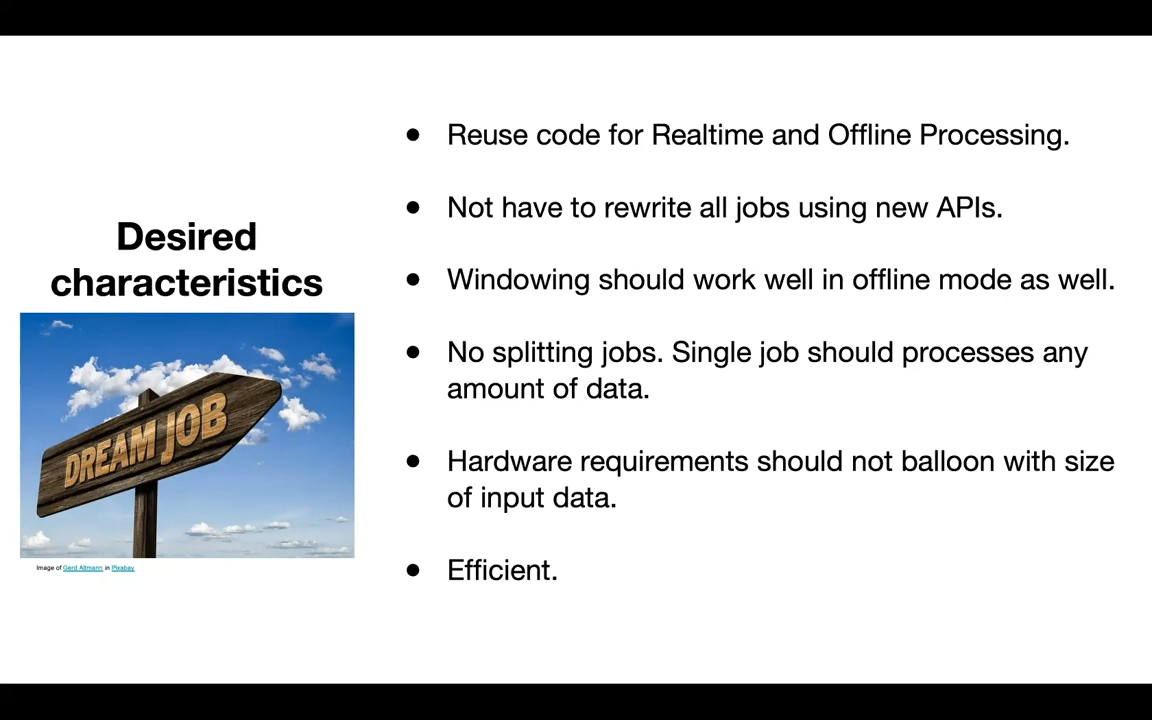 Desired
characteristics
DREAM JOB
Image of Gerd Altmann in Pixabay
● Reuse code for Realtime and Offline Processing.
● Not have to rewrite all jobs using new APIs.
● Windowing should work well in offline mode as well.
● No splitting jobs. Single job should processes any
amount of data.
● Hardware requirements should not balloon with size
of input data.
● Efficient.